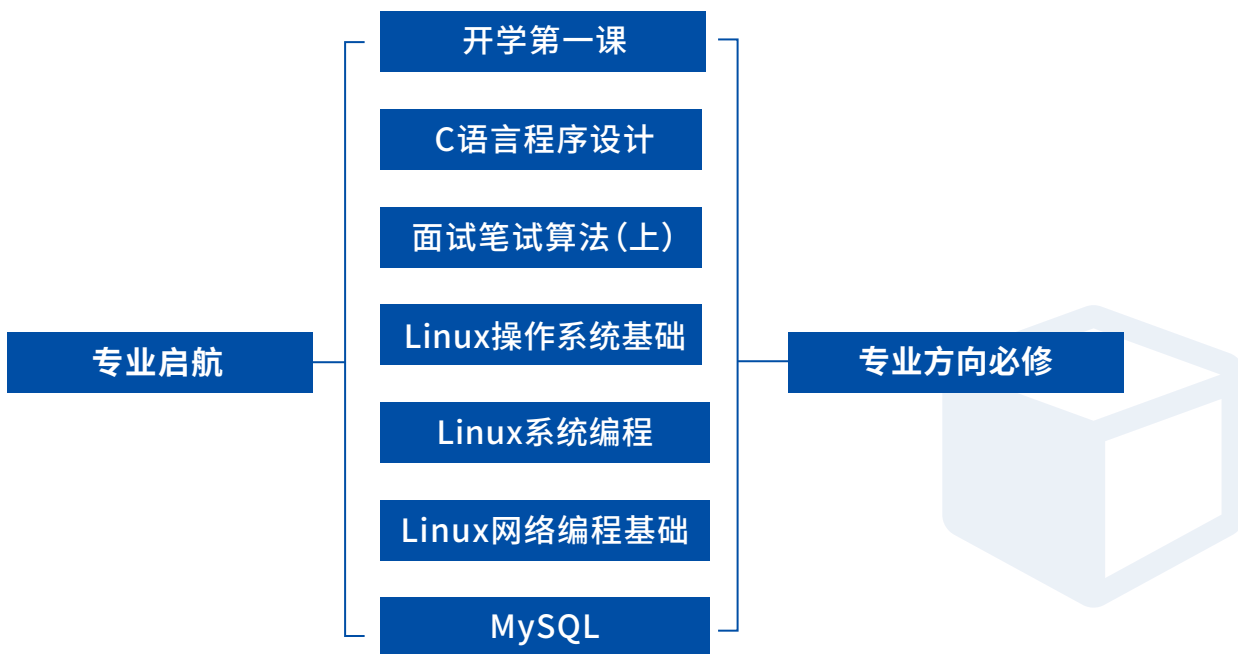 开学第一课
C语言程序设计
面试笔试算法(上)
Linux操作系统基础
专业启航
专业方向必修
Linux系统编程
Linux网络编程基础
MySQL